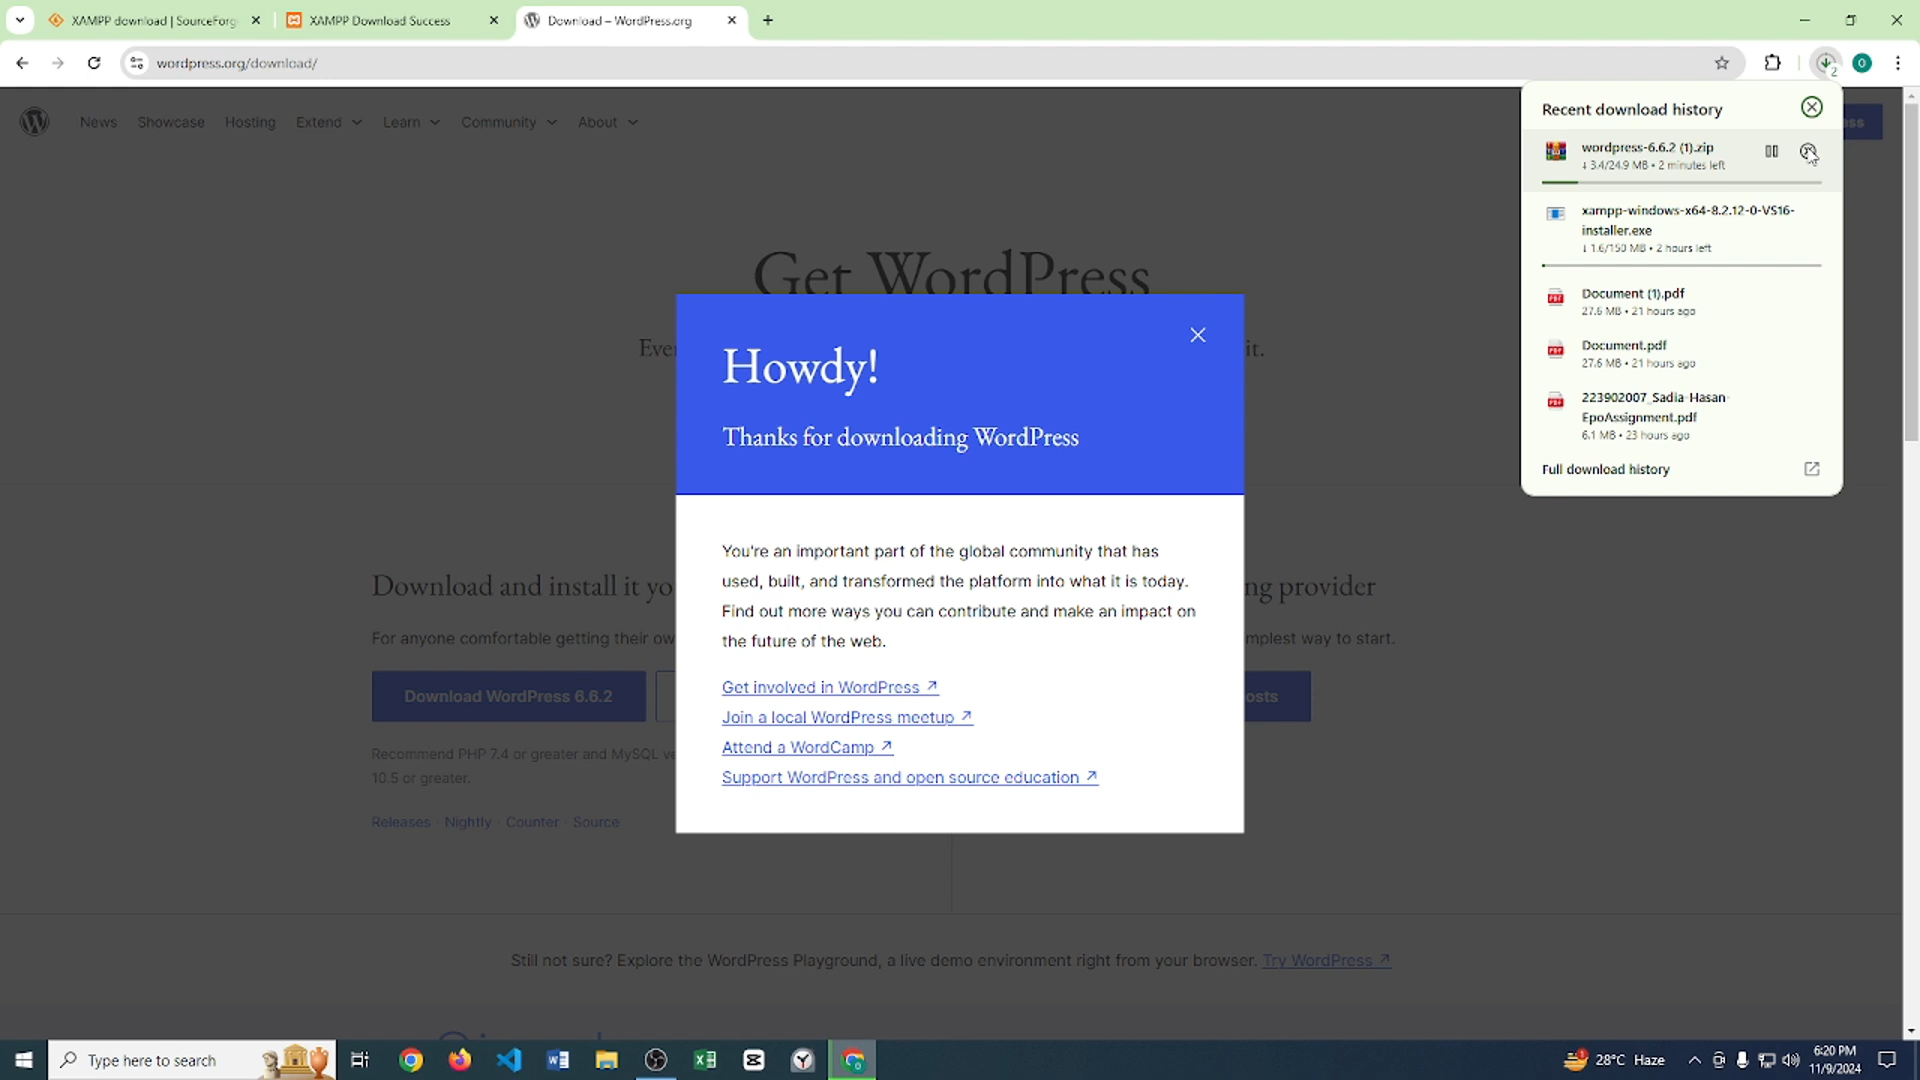 XAMPP download | SourceForg
XAMPP Download Success
Download – WordPress.org
wordpress.org/download/
2
O
News
Showcase
Hosting
Extend
Learn
Community
About
Recent download history
wordpress-6.6.2 (1).zip
↓ 3.4/24.9 MB • 2 minutes left
xampp-windows-x64-8.2.12-0-VS16-
installer.exe
↓ 1.6/150 MB • 2 hours left
Document (1).pdf
27.6 MB • 21 hours ago
Document.pdf
27.6 MB • 21 hours ago
223902007_Sadia-Hasan-
EpoAssignment.pdf
6.1 MB • 23 hours ago
Full download history
Get WordPress
it.
Howdy!
Thanks for downloading WordPress
You're an important part of the global community that has
used, built, and transformed the platform into what it is today.
Find out more ways you can contribute and make an impact on
the future of the web.
Get involved in WordPress ↗
Join a local WordPress meetup ↗
Attend a WordCamp ↗
Support WordPress and open source education ↗
Download and install it yo
ng provider
For anyone comfortable getting their ow
mplest way to start.
Download WordPress 6.6.2
osts
Recommend PHP 7.4 or greater and MySQL ve
10.5 or greater.
Releases · Nightly · Counter · Source
Still not sure? Explore the WordPress Playground, a live demo environment right from your browser. Try WordPress ↗
Type here to search
28°C Haze
6:20 PM
11/9/2024